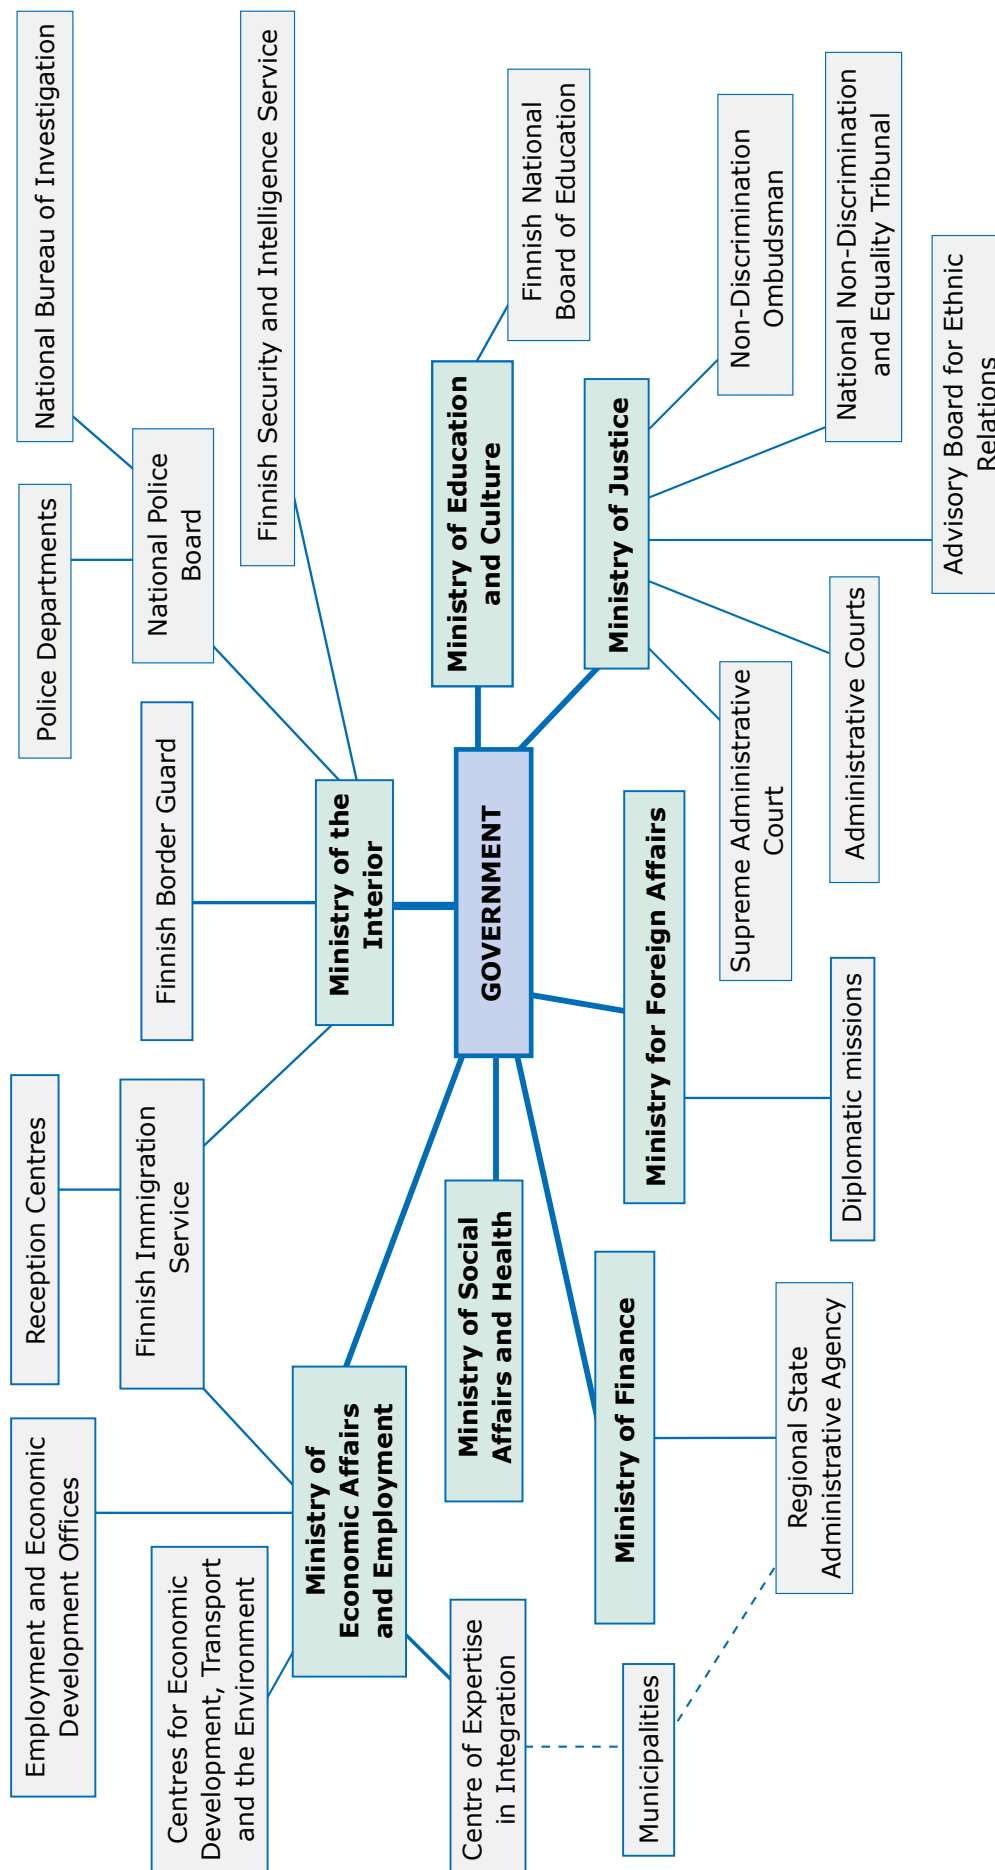 Employment and Economic
Development Offices
Reception Centres
Police Departments
National Bureau of Investigation
Centres for Economic
Development, Transport
and the Environment
Finnish Immigration
Service
Finnish Border Guard
National Police
Board
Finnish Security and Intelligence Service
Ministry of
Economic Affairs
and Employment
Ministry of the
Interior
Centre of Expertise
in Integration
Ministry of Social
Affairs and Health
GOVERNMENT
Ministry of Education
and Culture
Finnish National
Board of Education
Municipalities
Ministry of Finance
Ministry for Foreign Affairs
Ministry of Justice
Regional State
Administrative Agency
Diplomatic missions
Supreme Administrative
Court
Administrative Courts
Non-Discrimination
Ombudsman
National Non-Discrimination
and Equality Tribunal
Advisory Board for Ethnic
Relations